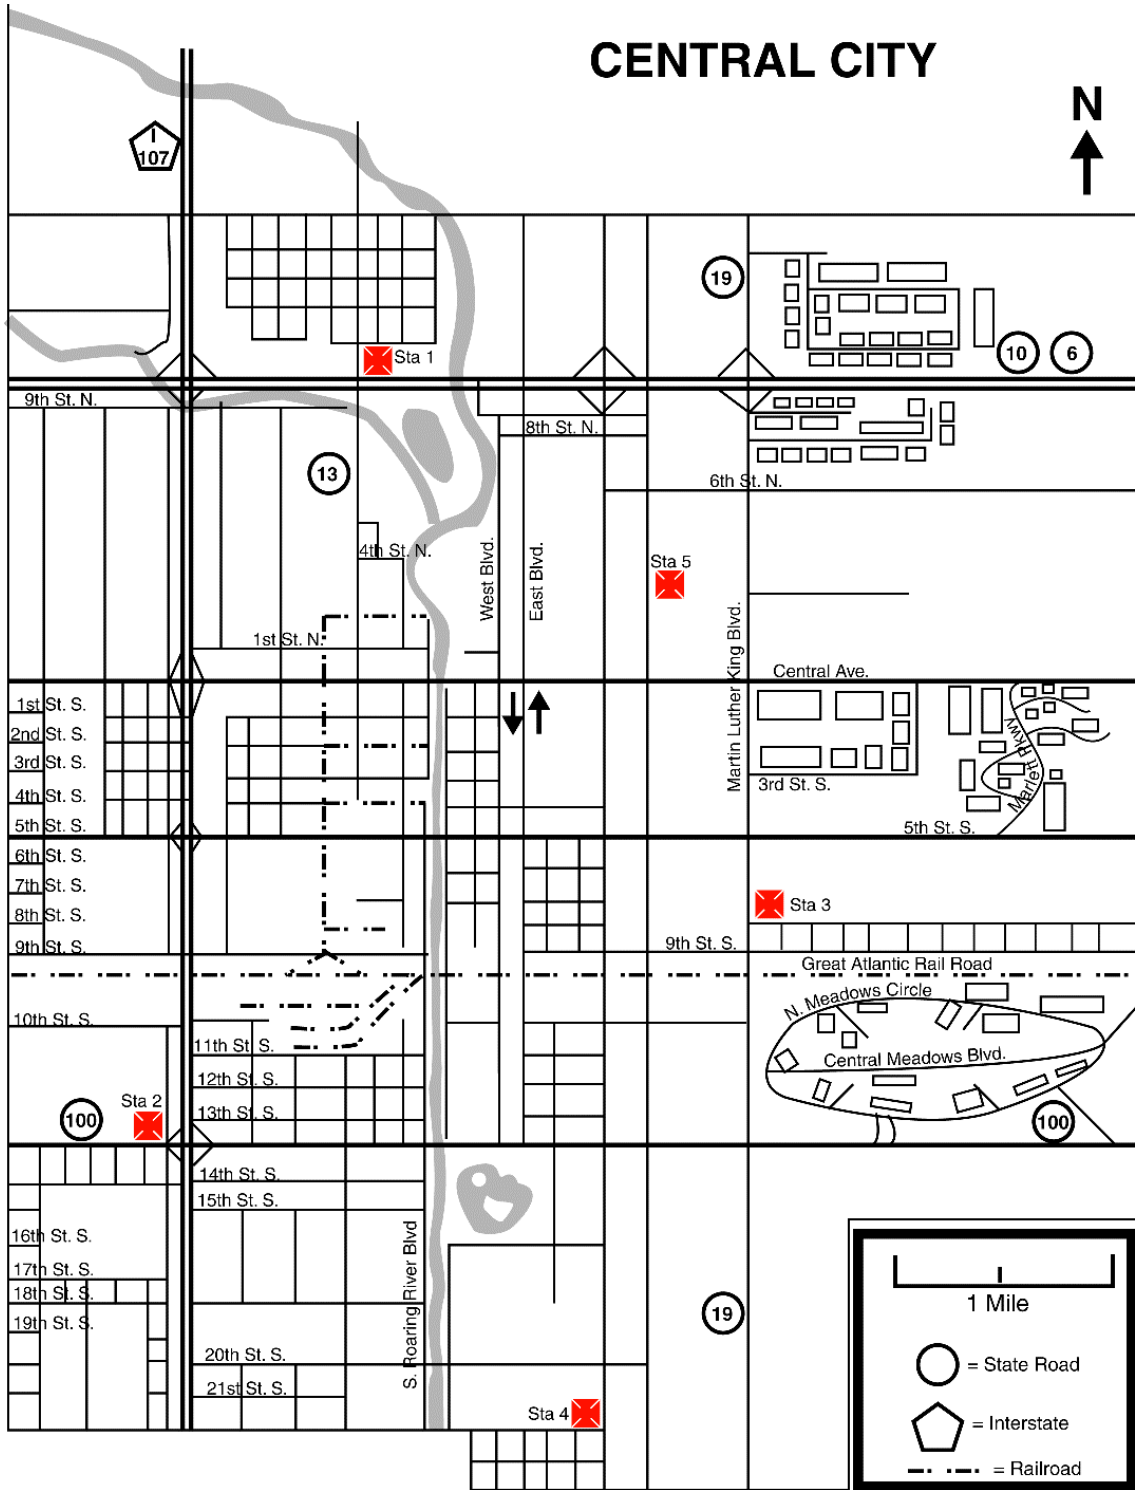 CENTRAL CITY
N
I
107
19
10
6
Sta 1
9th St. N.
8th St. N.
13
6th St. N.
4th St. N.
West Blvd.
East Blvd.
Sta 5
Martin Luther King Blvd.
1st St. N.
Central Ave.
1st St. S.
2nd St. S.
3rd St. S.
4th St. S.
5th St. S.
3rd St. S.
Marlett Pkwy
5th St. S.
6th St. S.
7th St. S.
8th St. S.
9th St. S.
Sta 3
9th St. S.
Great Atlantic Rail Road
N. Meadows Circle
10th St. S.
11th St. S.
Central Meadows Blvd.
12th St. S.
Sta 2
13th St. S.
100
100
14th St. S.
15th St. S.
16th St. S.
17th St. S.
18th St. S.
19th St. S.
S. Roaring River Blvd
19
20th St. S.
21st St. S.
Sta 4
1 Mile
= State Road
= Interstate
= Railroad